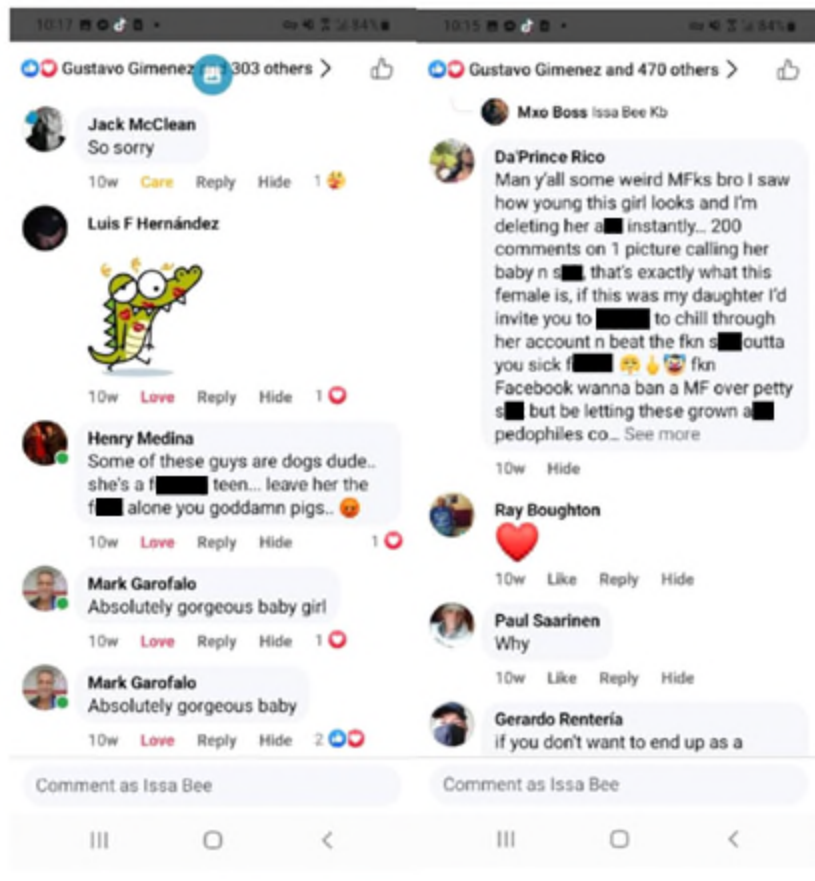 10:17
84%
Gustavo Gimenez and 303 others >
Jack McClean
So sorry
10w Care Reply Hide 1
Luis F Hernández
10w Love Reply Hide 1
Henry Medina
Some of these guys are dogs dude..
she's a f teen... leave her the
f alone you goddamn pigs..
10w Love Reply Hide 1
Mark Garofalo
Absolutely gorgeous baby girl
10w Love Reply Hide 1
Mark Garofalo
Absolutely gorgeous baby
10w Love Reply Hide 2
Comment as Issa Bee
10:15
84%
Gustavo Gimenez and 470 others >
Mxo Boss Issa Bee Kb
Da'Prince Rico
Man y'all some weird MFks bro I saw
how young this girl looks and I'm
deleting her a instantly... 200
comments on 1 picture calling her
baby n s, that's exactly what this
female is, if this was my daughter I'd
invite you to to chill through
her account n beat the fkn s outta
you sick f fkn
Facebook wanna ban a MF over petty
s but be letting these grown a
pedophiles co... See more
10w Hide
Ray Boughton
10w Like Reply Hide
Paul Saarinen
Why
10w Like Reply Hide
Gerardo Rentería
if you don't want to end up as a
Comment as Issa Bee